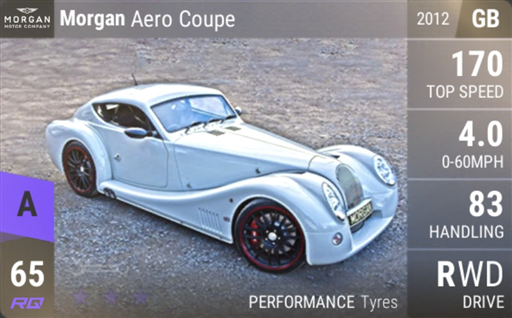 MORGAN
MOTOR COMPANY
Morgan Aero Coupe
2012 GB
170
TOP SPEED
4.0
0-60MPH
A
83
HANDLING
65
RQ
MORGAN
PERFORMANCE Tyres
RWD
DRIVE